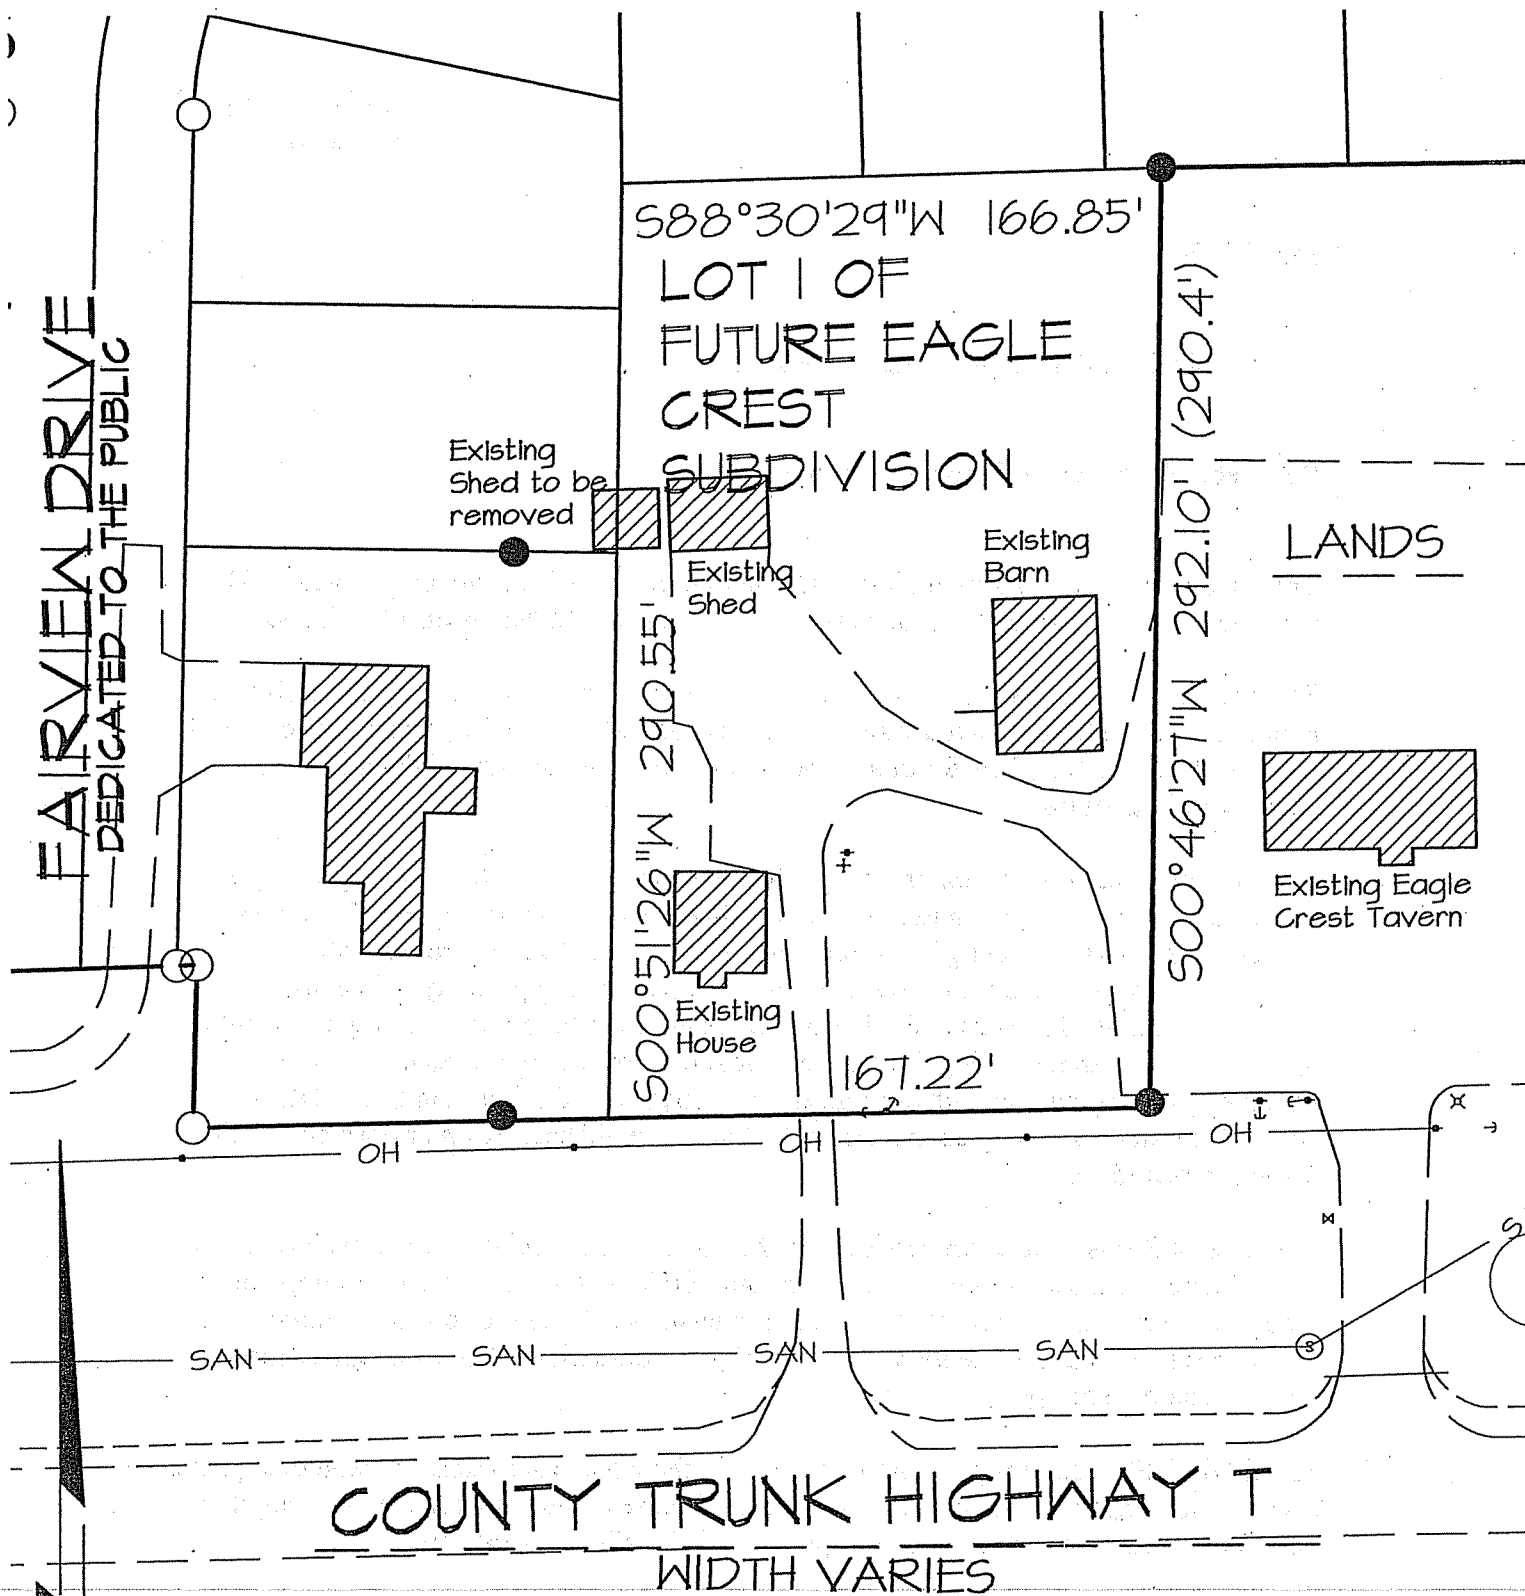 S88°30'29"W 166.85'
LOT 1 OF
FUTURE EAGLE
CREST
SUBDIVISION
(290.4')
S00°46'27"W 292.10'
FAIRVIEW DRIVE
DEDICATED TO THE PUBLIC
Existing
Shed to be
removed
Existing
Shed
Existing
Barn
LANDS
S00°51'26"W 290.55'
Existing Eagle
Crest Tavern
Existing
House
167.22'
OH
OH
OH
SAN
SAN
SAN
SAN
S
COUNTY TRUNK HIGHWAY T
WIDTH VARIES